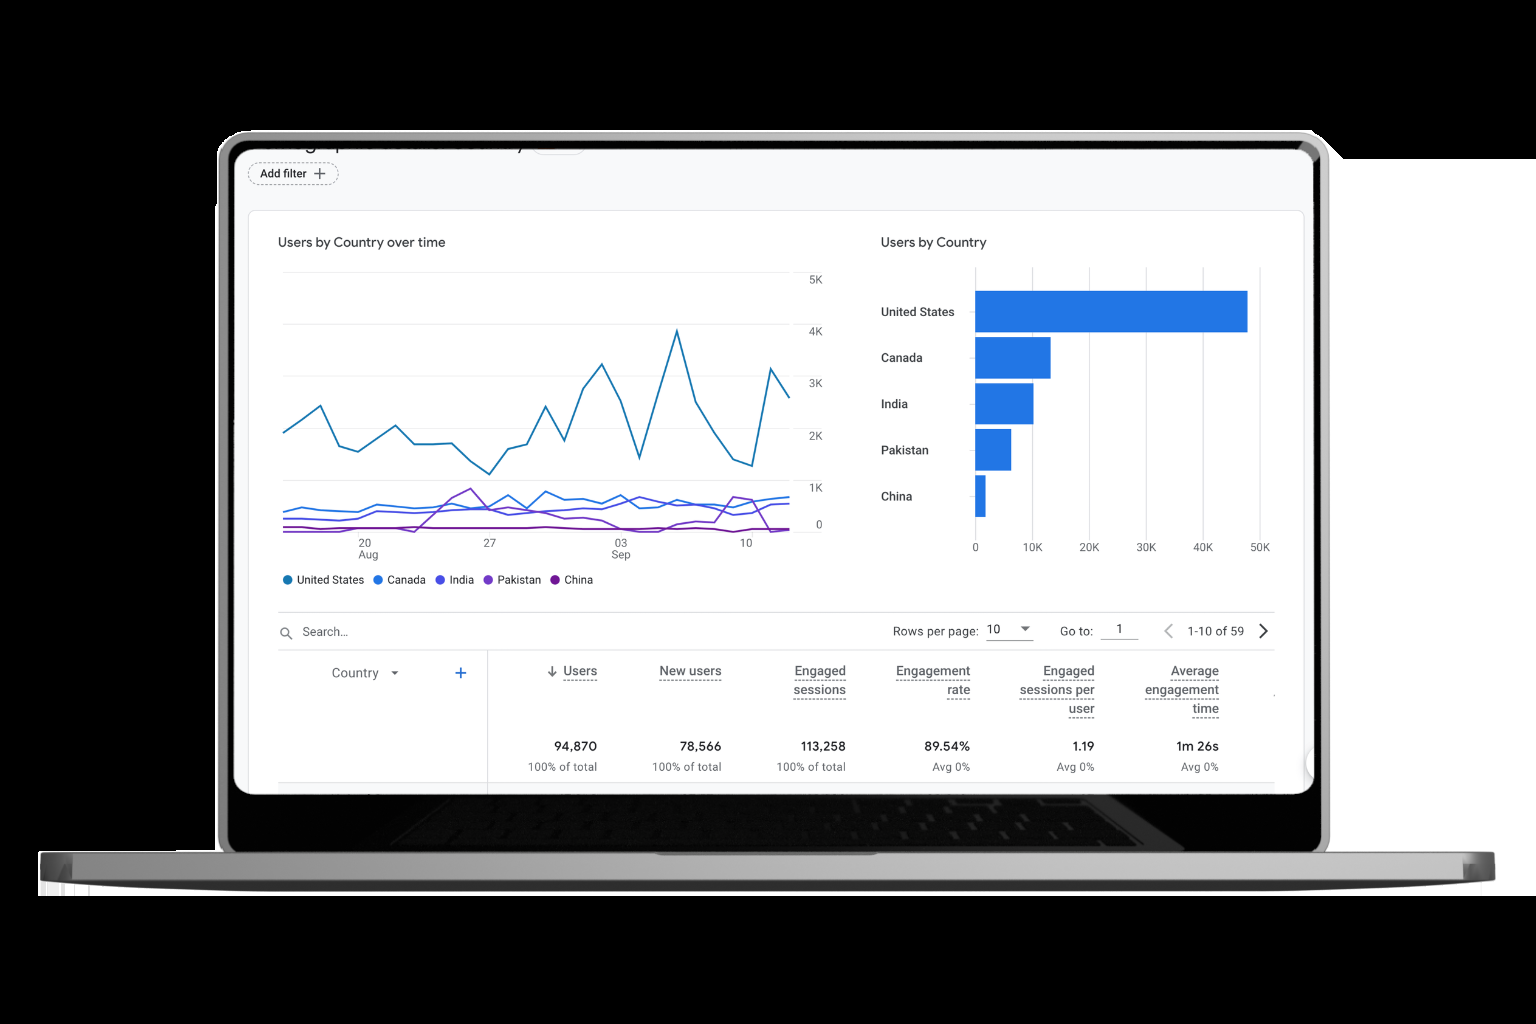 Add filter
Users by Country over time
5K
4K
3K
2K
1K
0
20
Aug
27
03
Sep
10
United States Canada India Pakistan China
Users by Country
United States
Canada
India
Pakistan
China
0 10K 20K 30K 40K 50K
Search...
Rows per page: 10 Go to: 1 1-10 of 59
Country + ↓ Users New users Engaged sessions Engagement rate Engaged sessions per user Average engagement time
94,870 78,566 113,258 89.54% 1.19 1m 26s
100% of total 100% of total 100% of total Avg 0% Avg 0% Avg 0%